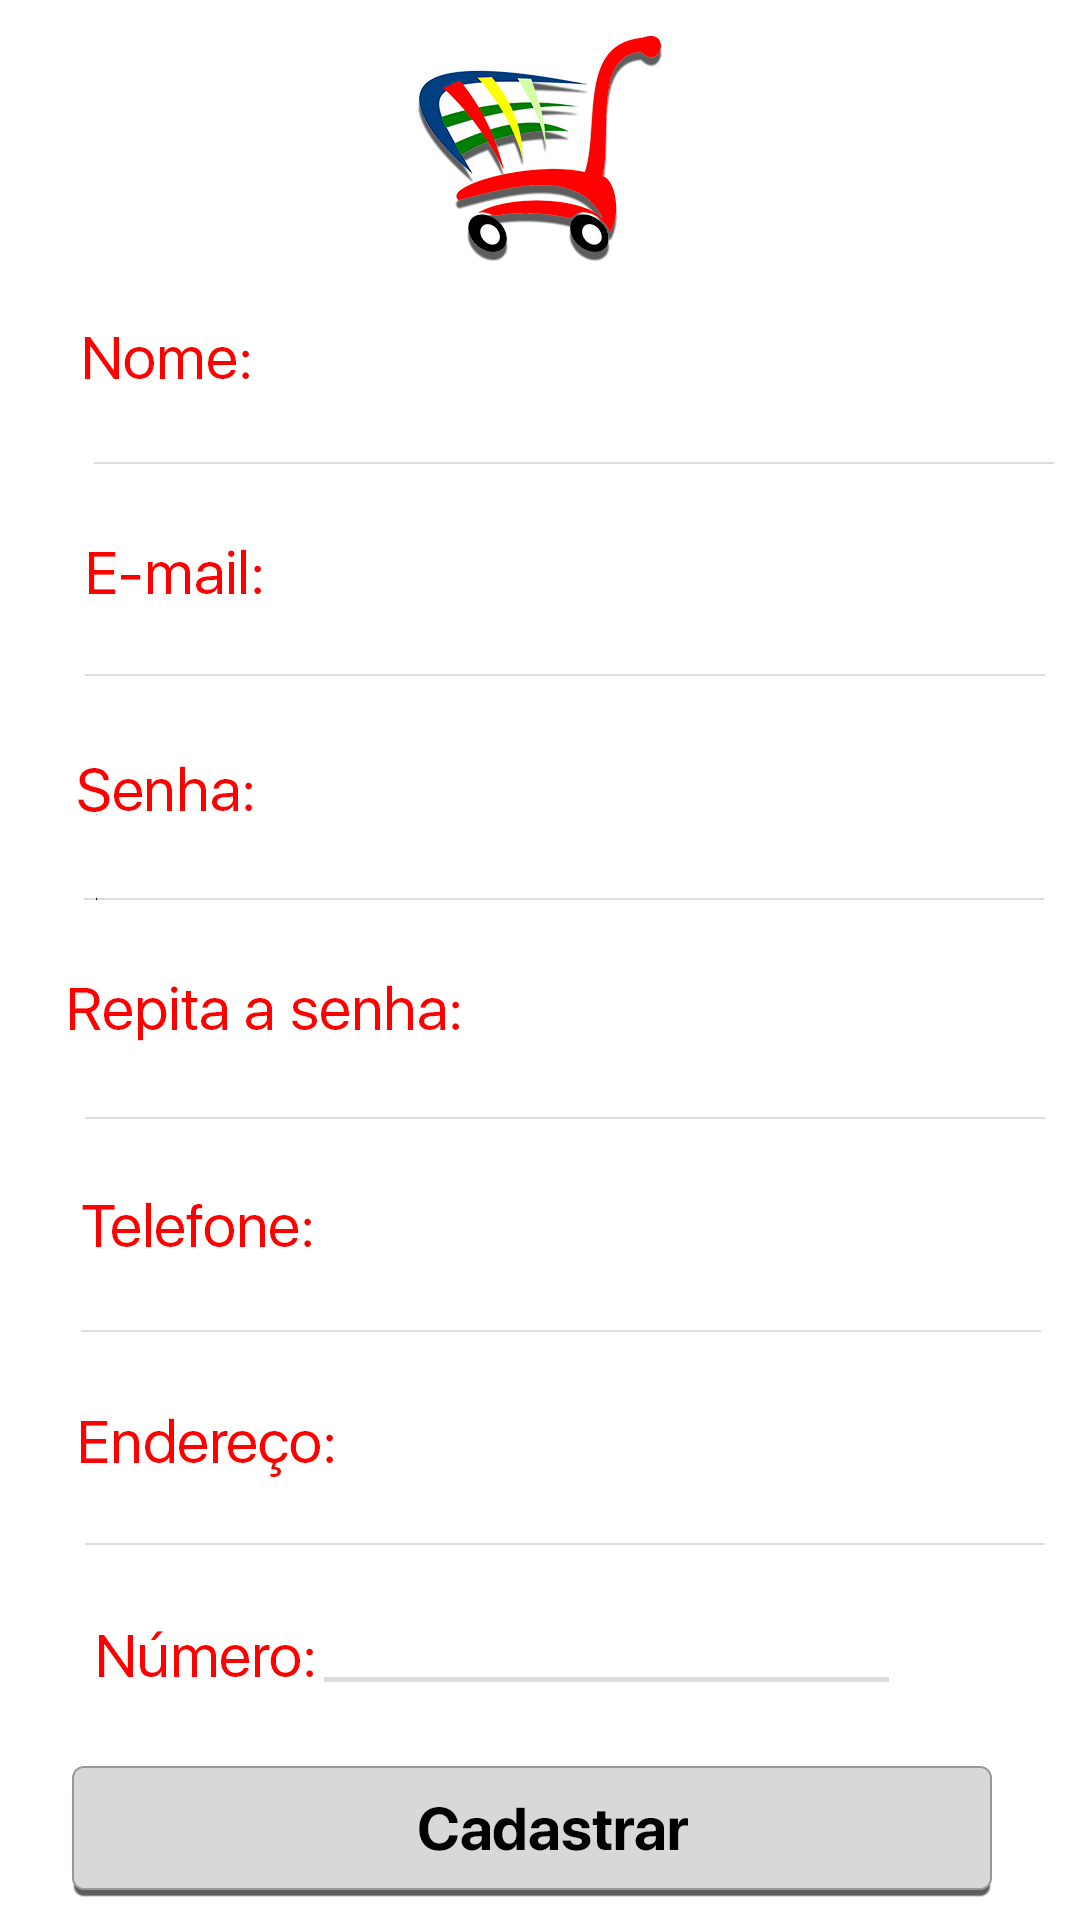 Nome:
E-mail:
Senha:
Repita a senha:
Telefone:
Endereço:
Número:
Cadastrar